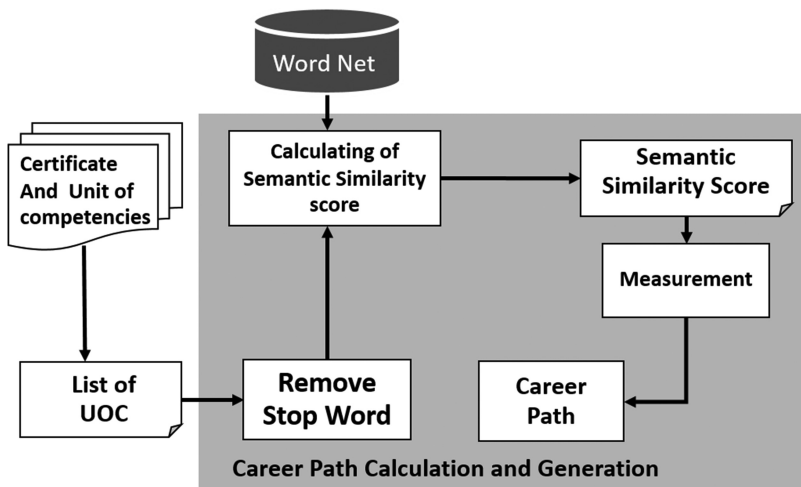 Word Net
Certificate
And Unit of
competencies
Calculating of
Semantic Similarity
score
Semantic
Similarity Score
Measurement
List of
UOC
Remove
Stop Word
Career
Path
Career Path Calculation and Generation